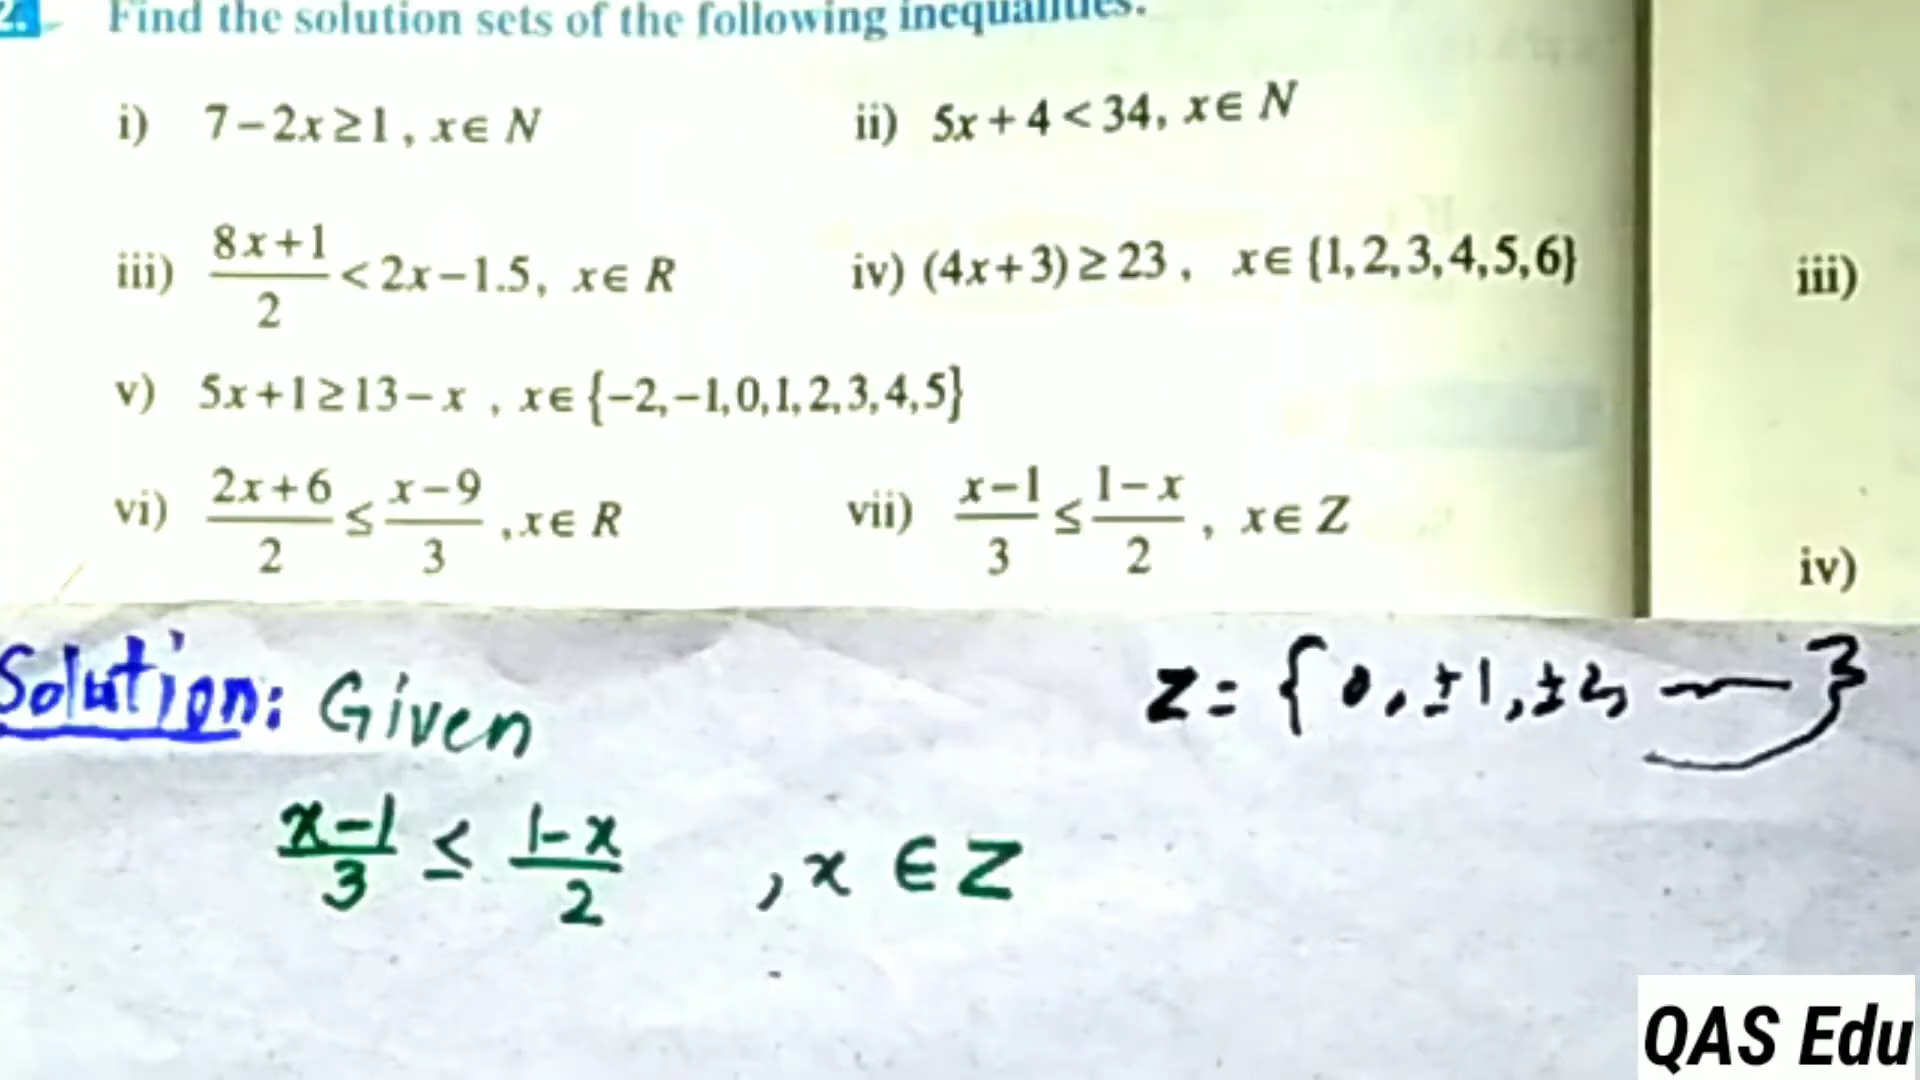 2. Find the solution sets of the following inequalities.
i) 7−2x≥1, x∈N
ii) 5x+4<34, x∈N
iii) (8x+1)/2 <2x−1.5, x∈R
iv) (4x+3)≥23, x∈{1,2,3,4,5,6}
iii)
v) 5x+1≥13−x, x∈{−2,−1,0,1,2,3,4,5}
vi) (2x+6)/2 ≤ (x−9)/3, x∈R
vii) (x−1)/3 ≤ (1−x)/2, x∈Z
iv)
Solution: Given
Z={0,±1,±2, —}
(x−1)/3 ≤ (1−x)/2 , x∈Z
QAS Edu